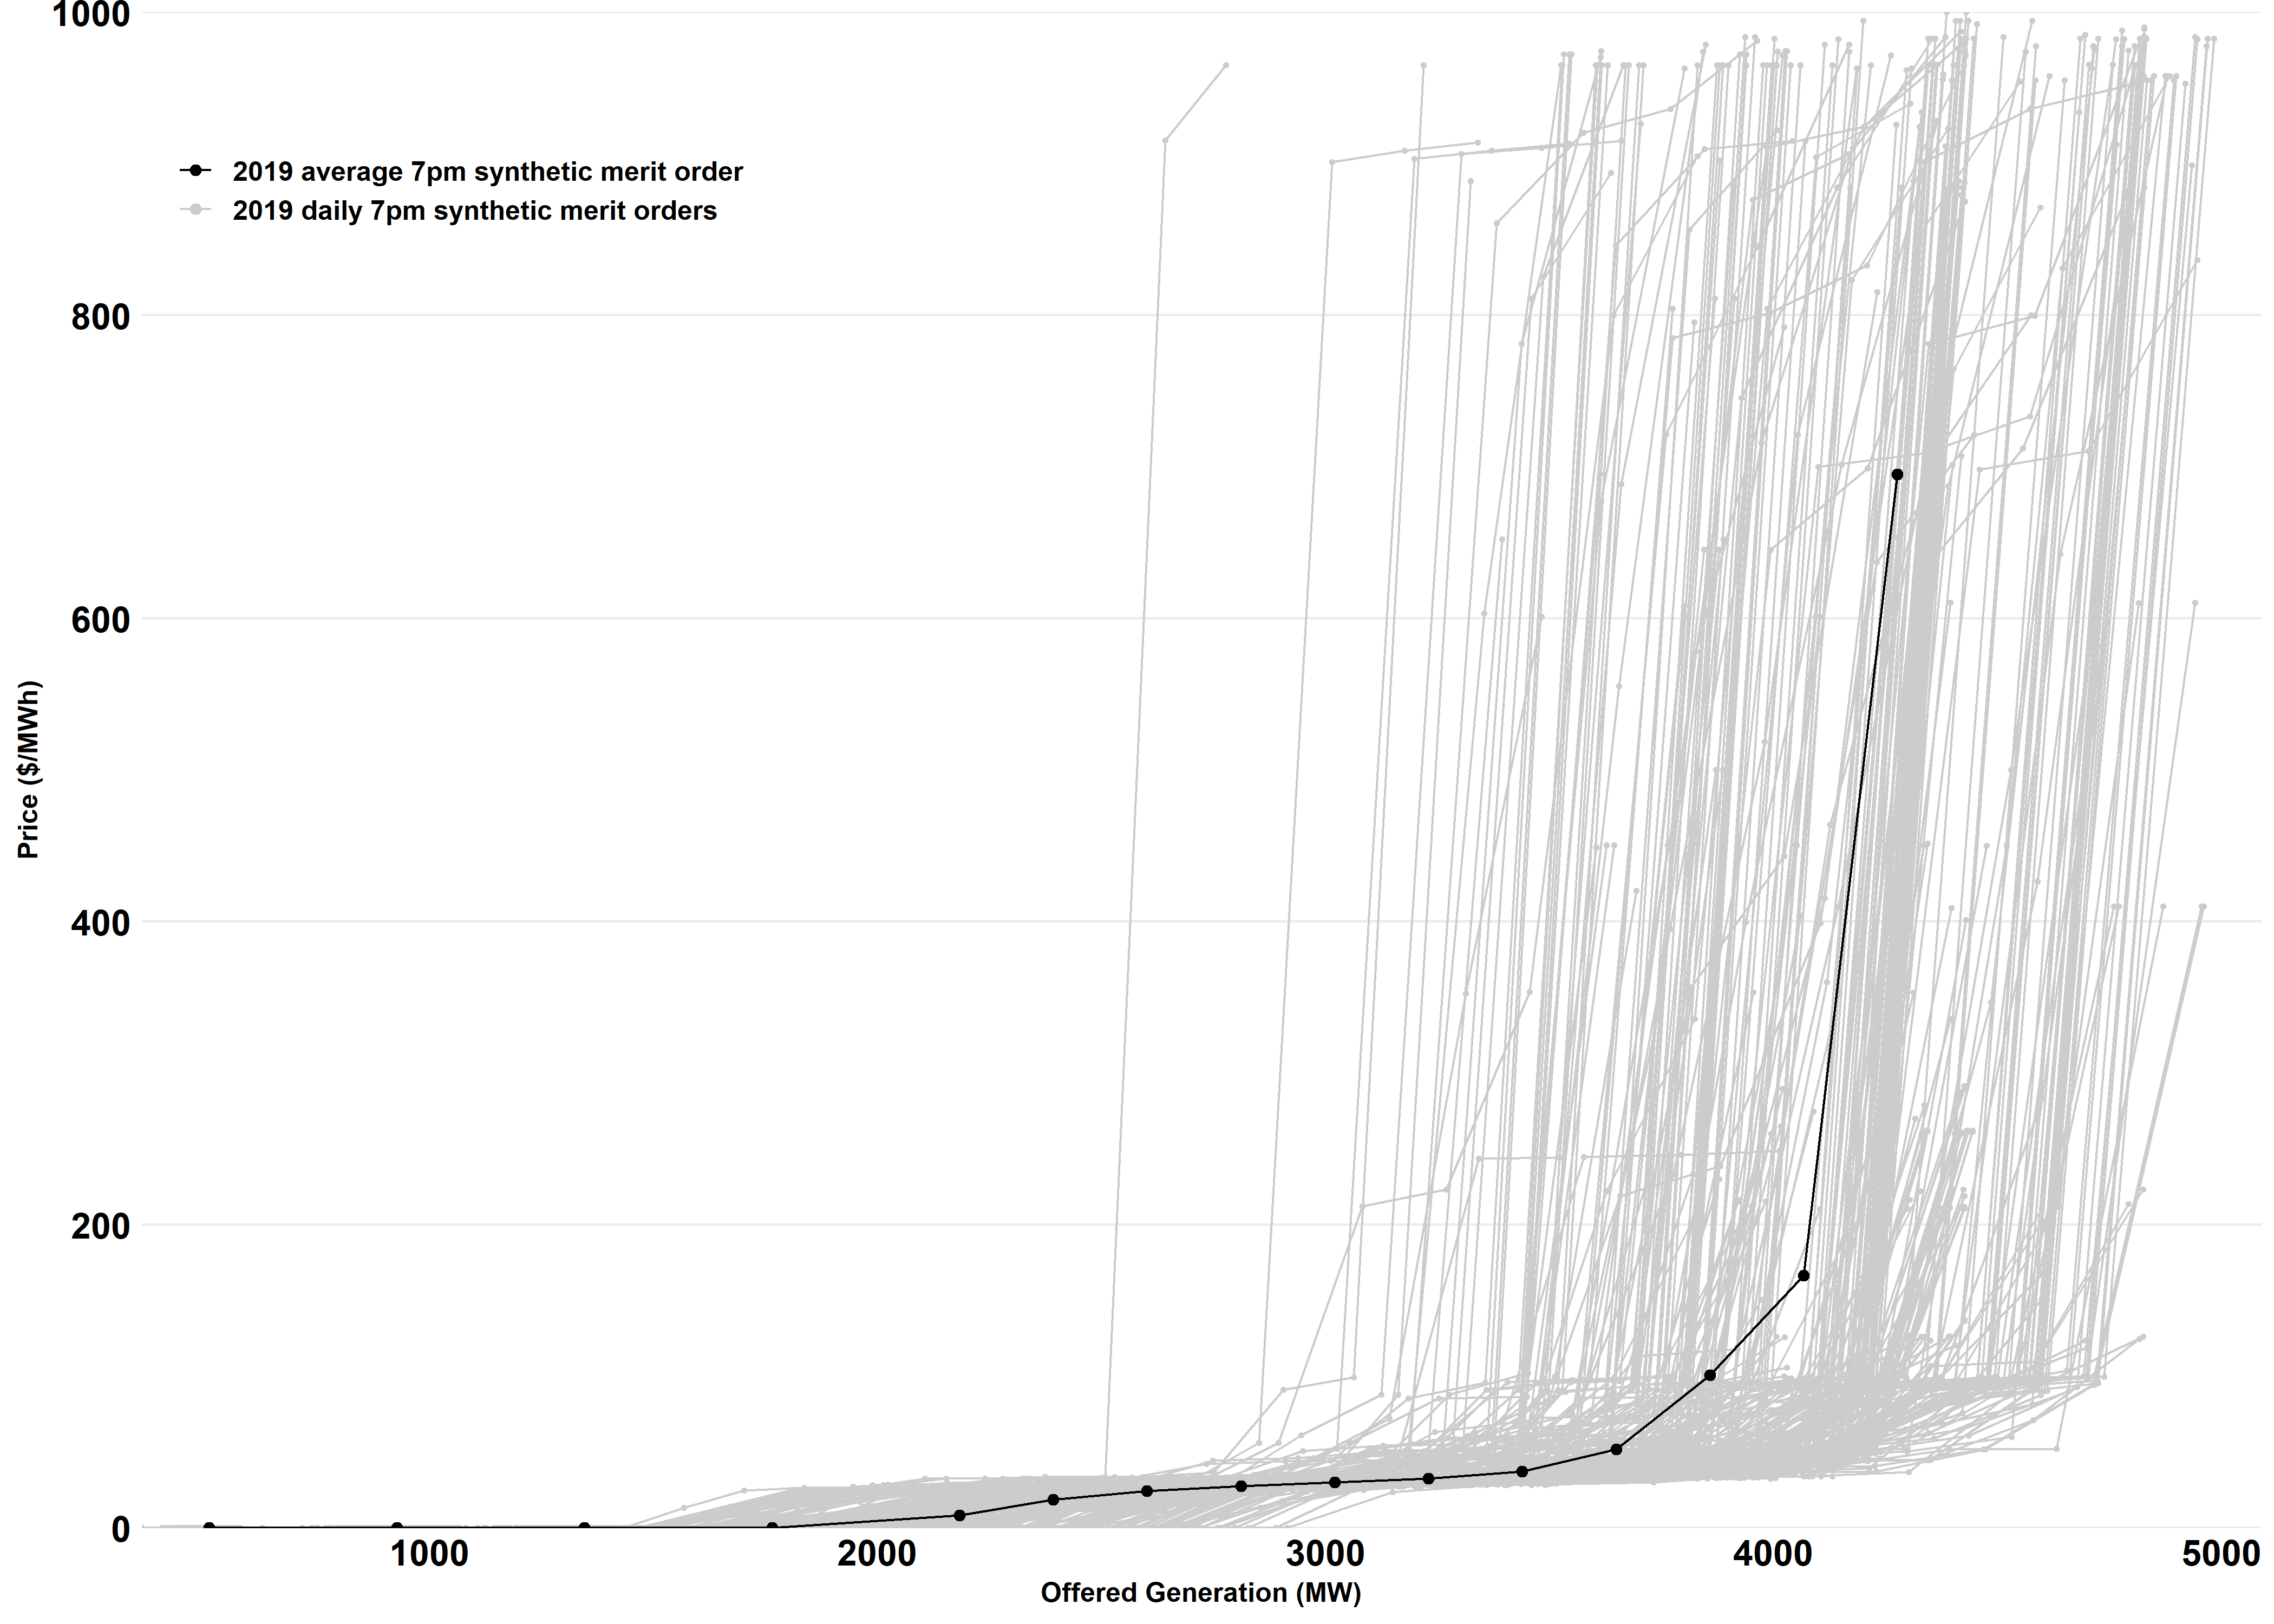 1000
2019 average 7pm synthetic merit order
2019 daily 7pm synthetic merit orders
800
600
Price ($/MWh)
400
200
0
1000 2000 3000 4000 5000
Offered Generation (MW)